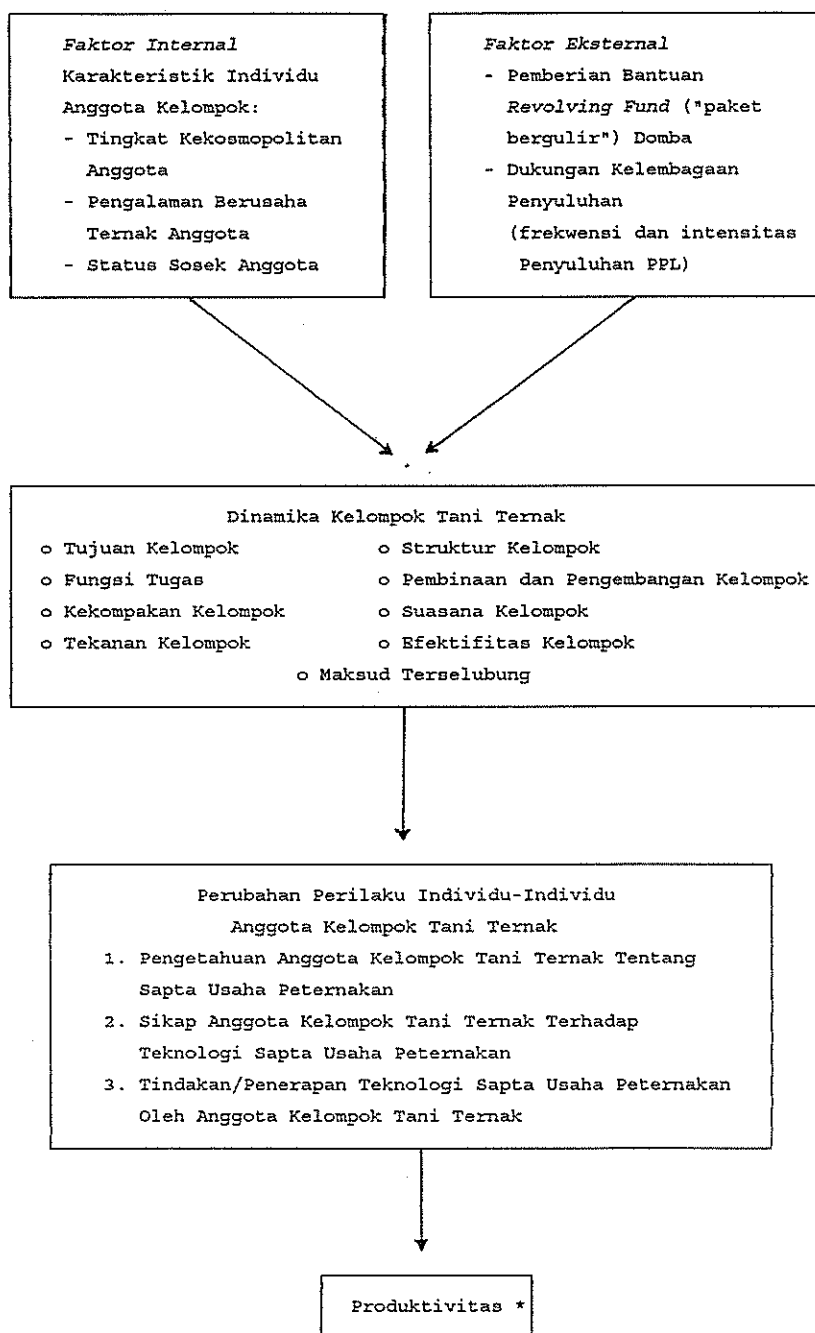 Faktor Internal
Karakteristik Individu
Anggota Kelompok:
- Tingkat Kekosmopolitan
Anggota
- Pengalaman Berusaha
Ternak Anggota
- Status Sosek Anggota
Faktor Eksternal
- Pemberian Bantuan
Revolving Fund ("paket
bergulir") Domba
- Dukungan Kelembagaan
Penyuluhan
(frekwensi dan intensitas
Penyuluhan PPL)
Dinamika Kelompok Tani Ternak
o Tujuan Kelompok
o Struktur Kelompok
o Fungsi Tugas
o Pembinaan dan Pengembangan Kelompok
o Kekompakan Kelompok
o Suasana Kelompok
o Tekanan Kelompok
o Efektifitas Kelompok
o Maksud Terselubung
Perubahan Perilaku Individu-Individu
Anggota Kelompok Tani Ternak
1. Pengetahuan Anggota Kelompok Tani Ternak Tentang
Sapta Usaha Peternakan
2. Sikap Anggota Kelompok Tani Ternak Terhadap
Teknologi Sapta Usaha Peternakan
3. Tindakan/Penerapan Teknologi Sapta Usaha Peternakan
Oleh Anggota Kelompok Tani Ternak
Produktivitas *